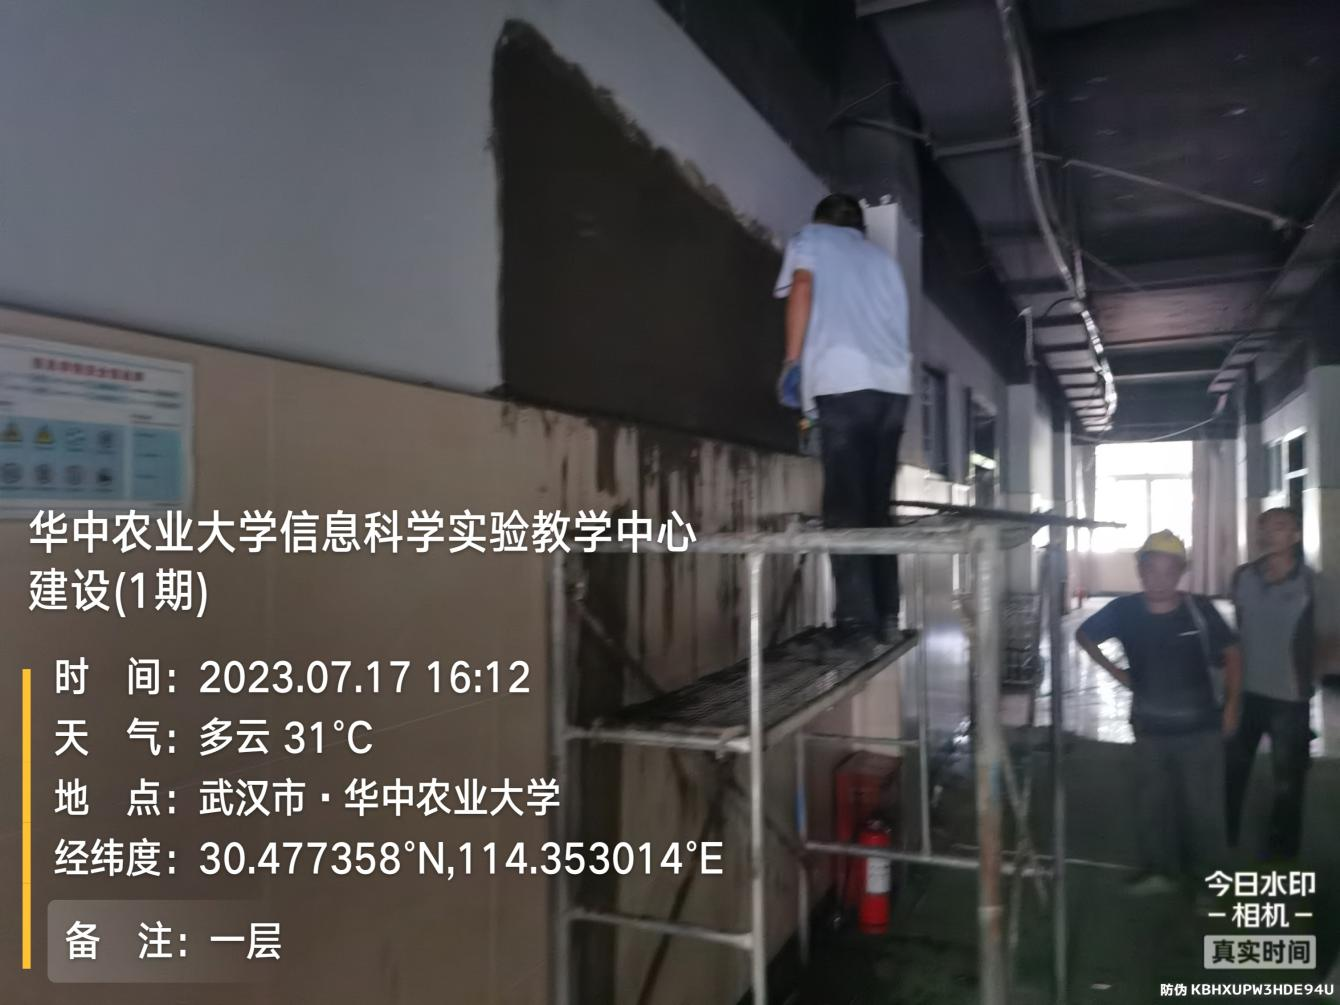 华中农业大学信息科学实验教学中心
建设(1期)
时 间：2023.07.17 16:12
天 气：多云 31°C
地 点：武汉市·华中农业大学
经纬度：30.477358°N,114.353014°E
备 注：一层
今日水印
相机
真实时间
防伪 KBHXUPW3HDE94U